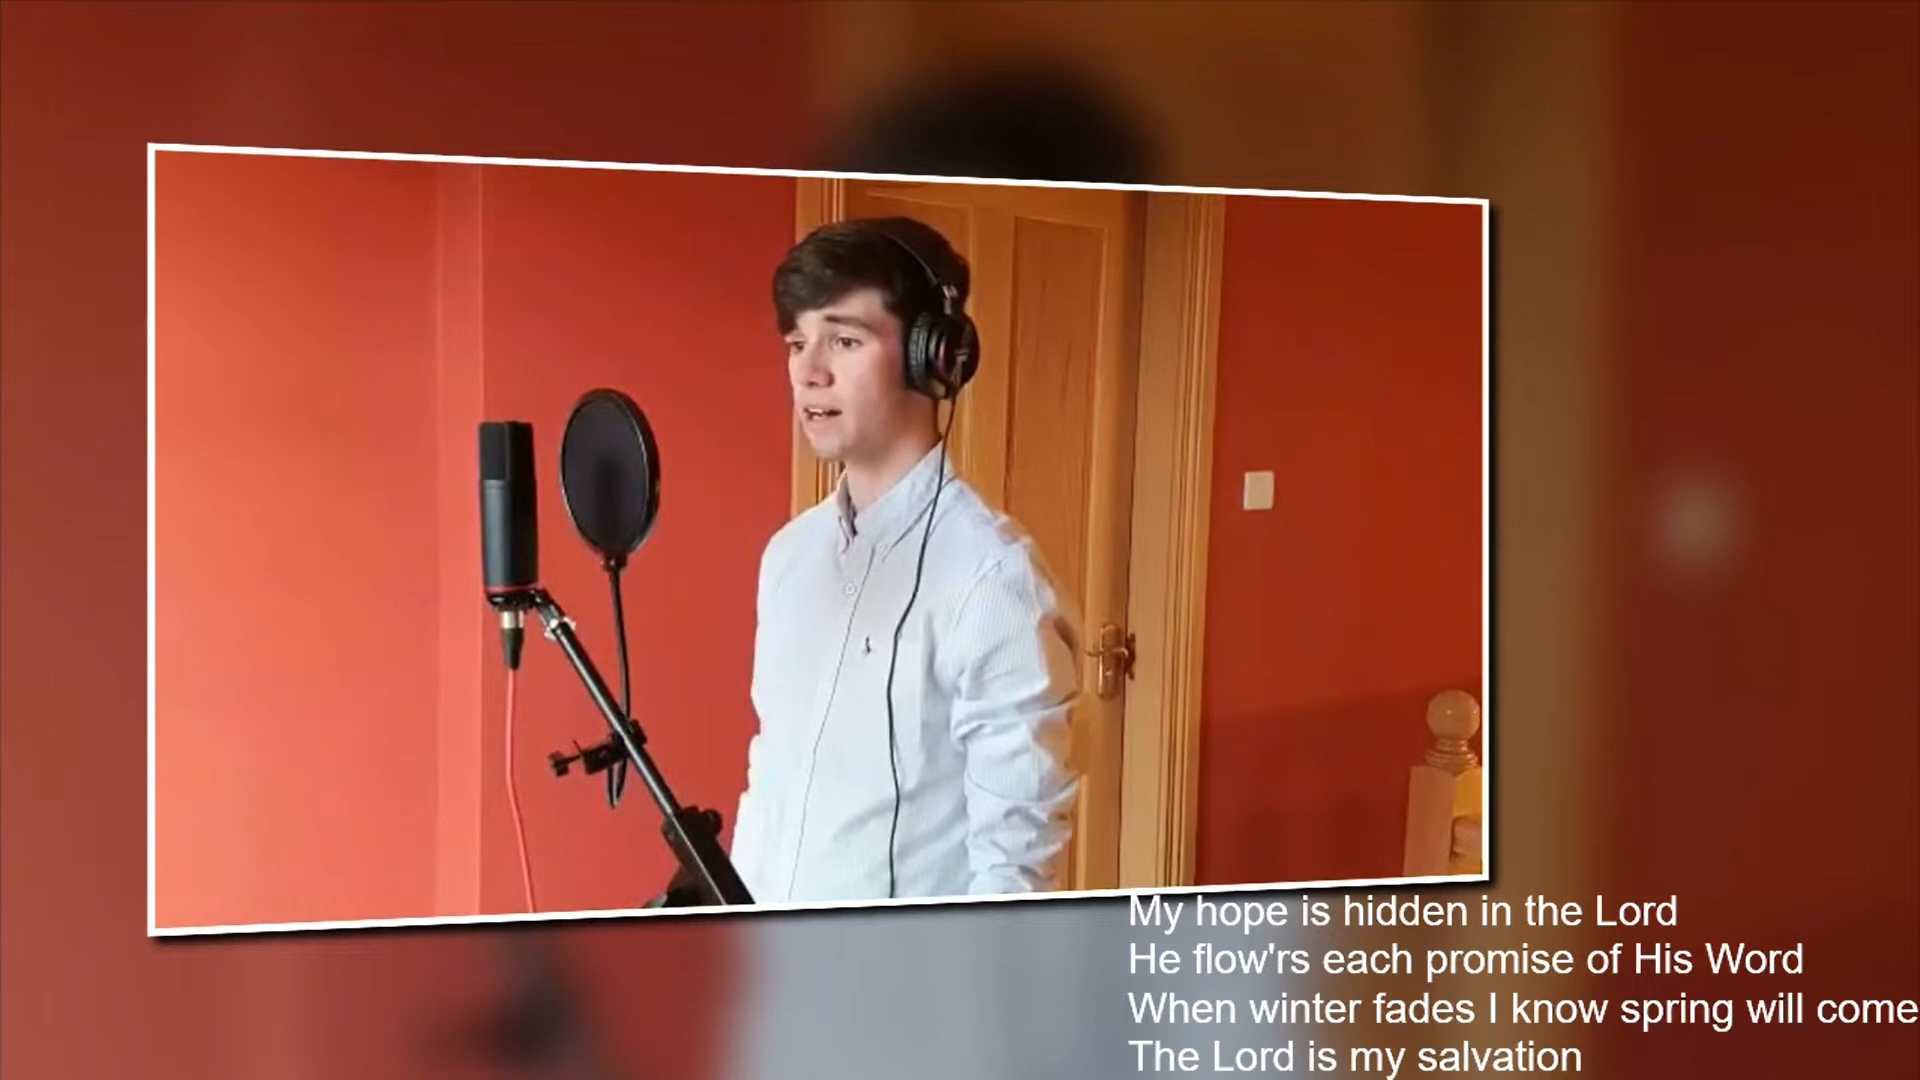 My hope is hidden in the Lord
He flow'rs each promise of His Word
When winter fades I know spring will come
The Lord is my salvation